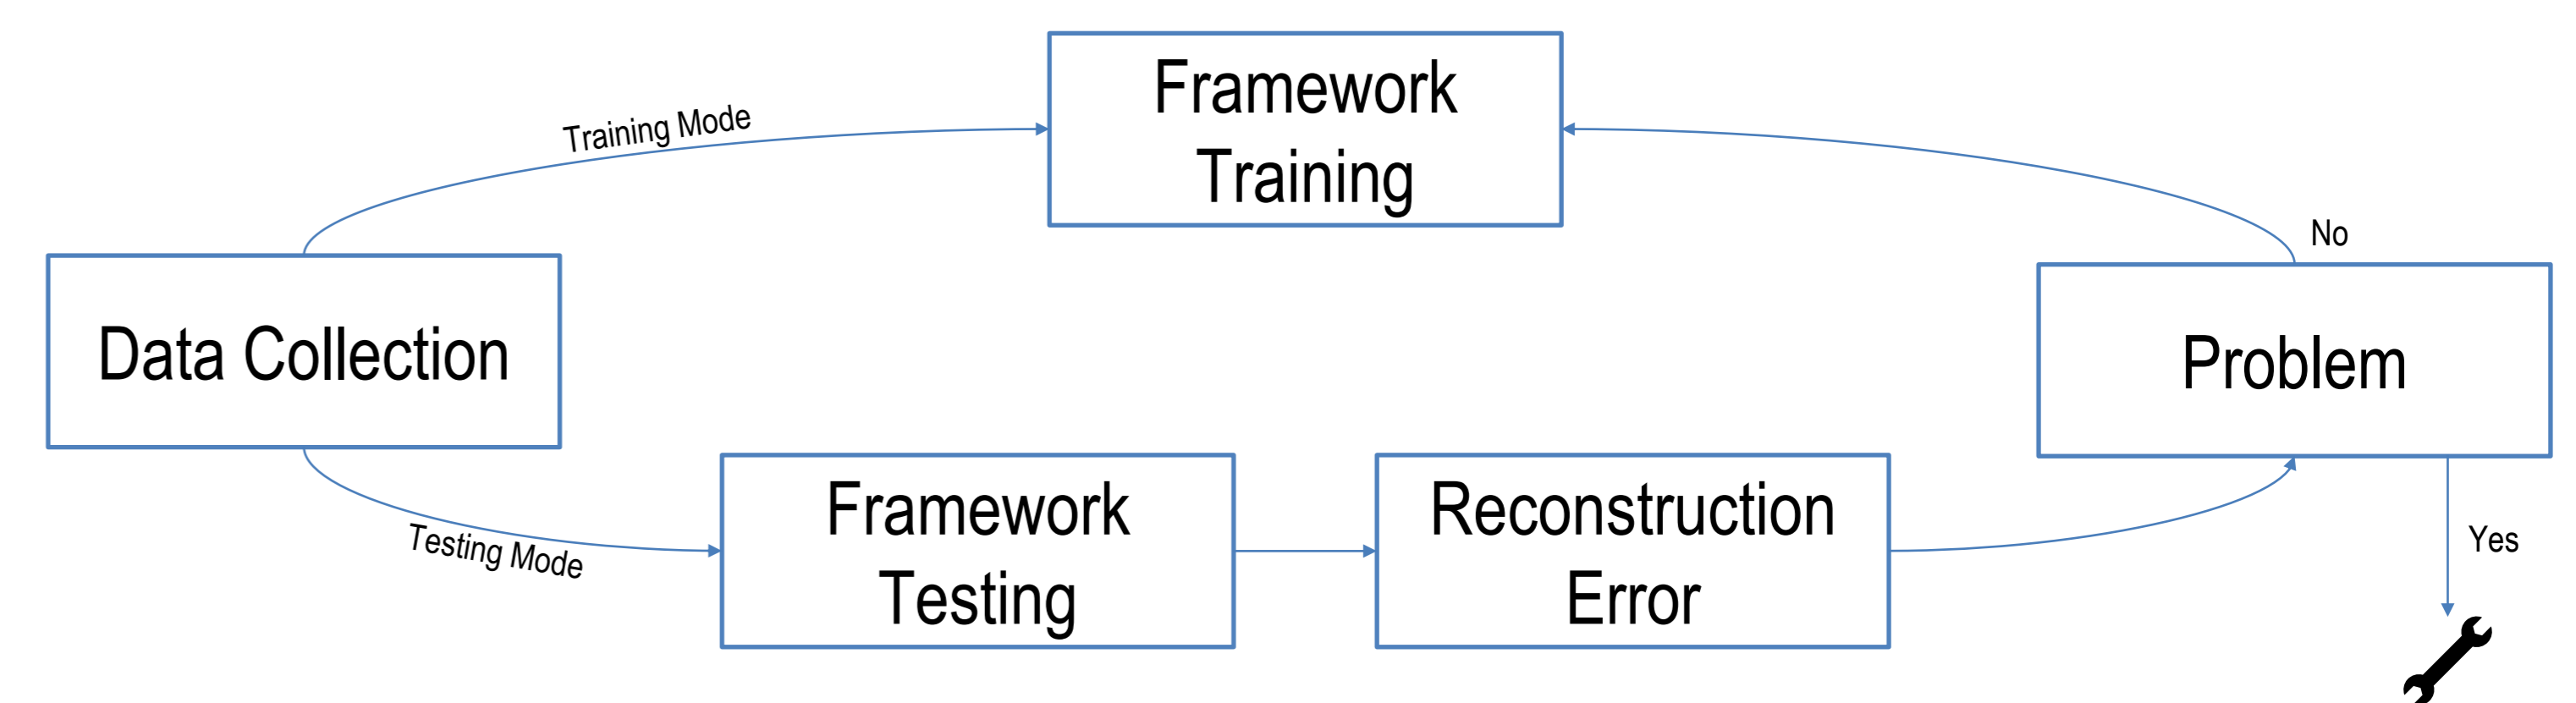 Framework
Training
Training Mode
No
Data Collection
Problem
Testing Mode
Framework
Testing
Reconstruction
Error
Yes